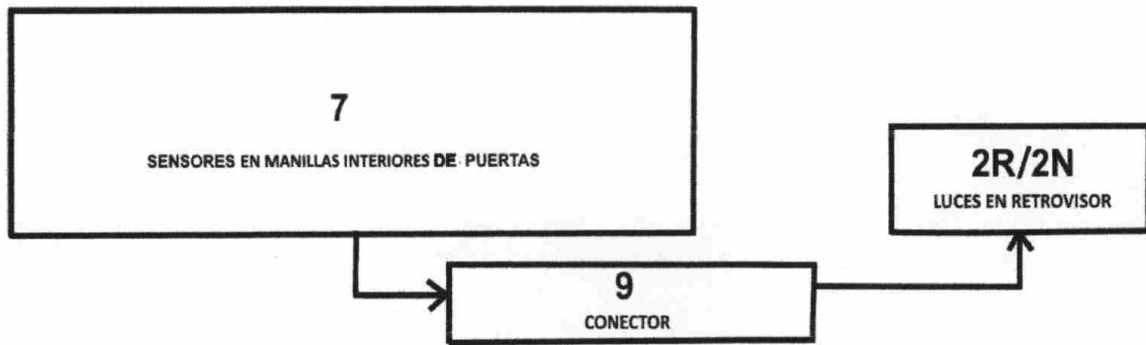 7
SENSORES EN MANILLAS INTERIORES DE PUERTAS
2R/2N
LUCES EN RETROVISOR
9
CONECTOR